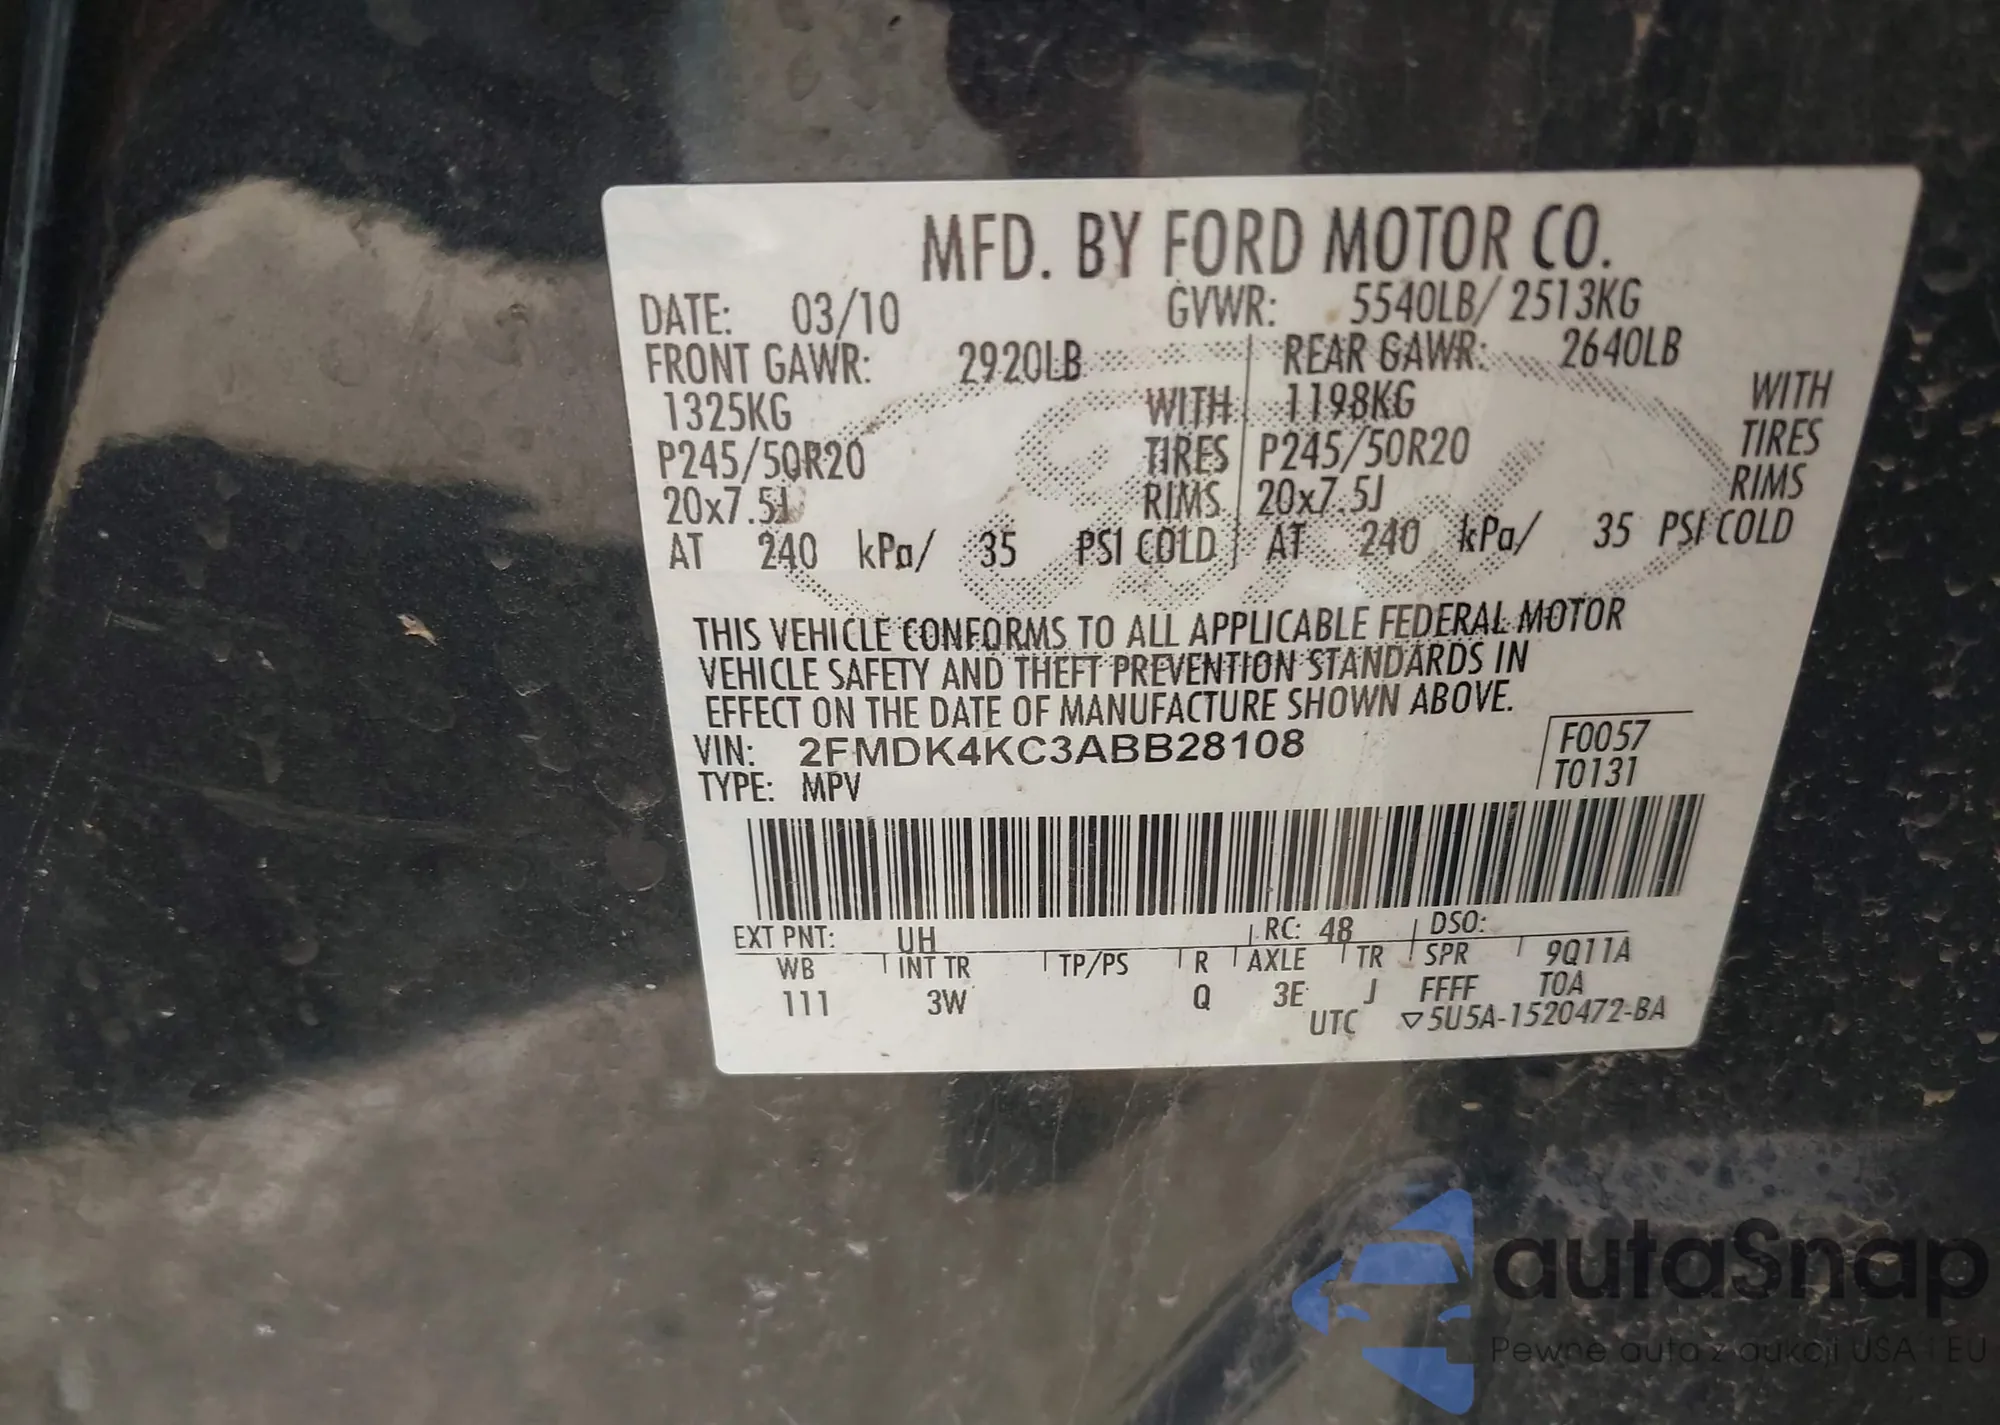 MFD. BY FORD MOTOR CO.
DATE: 03/10 GVWR: 5540LB/ 2513KG
FRONT GAWR: 2920LB REAR GAWR: 2640LB
1325KG WITH 1198KG WITH
P245/50R20 TIRES P245/50R20 TIRES
20x7.5J RIMS 20x7.5J RIMS
AT 240 kPa/ 35 PSI COLD AT 240 kPa/ 35 PSI COLD
THIS VEHICLE CONFORMS TO ALL APPLICABLE FEDERAL MOTOR
VEHICLE SAFETY AND THEFT PREVENTION STANDARDS IN
EFFECT ON THE DATE OF MANUFACTURE SHOWN ABOVE.
VIN: 2FMDK4KC3ABB28108 F0057
TYPE: MPV T0131
EXT PNT: UH RC: 48 DSO:
WB INT TR TP/PS R AXLE TR SPR 9Q11A
111 3W Q 3E J FFFF TOA
UTC ▽5U5A-1520472-BA
autaSnap
Pewne auta z aukcji USA i EU